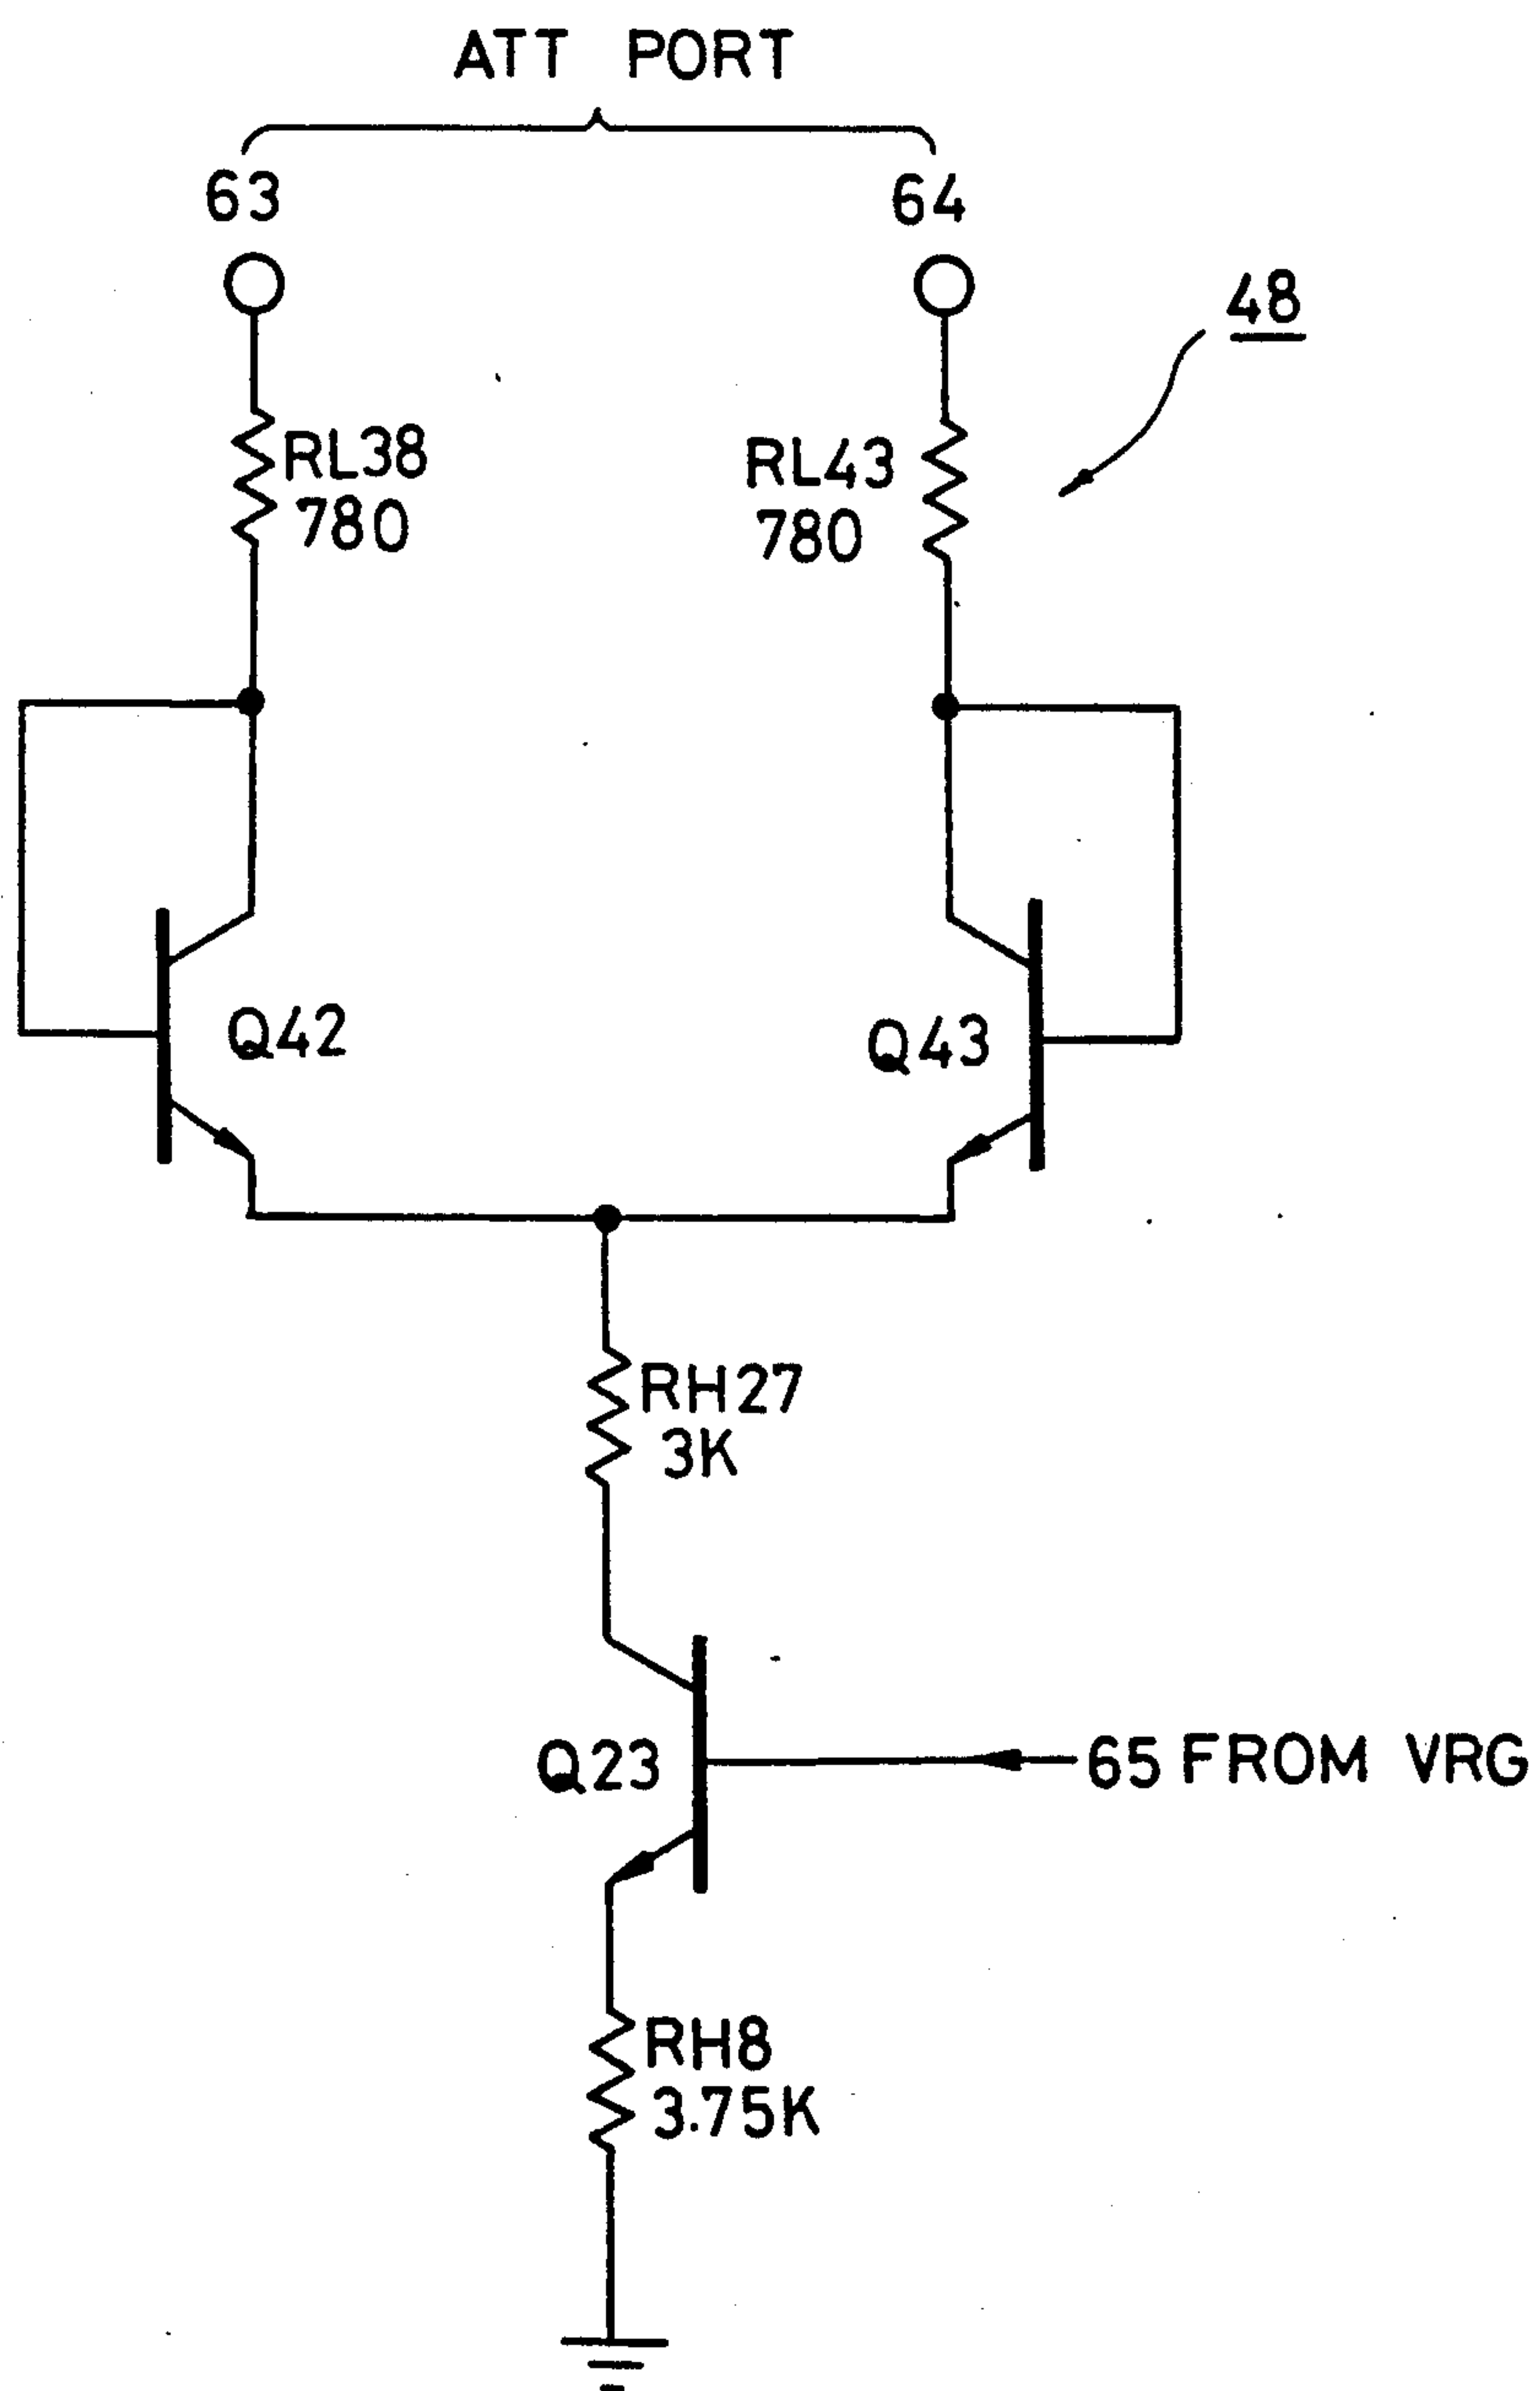 ATT PORT
63
64
48
RL38
780
RL43
780
Q42
Q43
RH27
3K
Q23
65 FROM VRG
RH8
3.75K